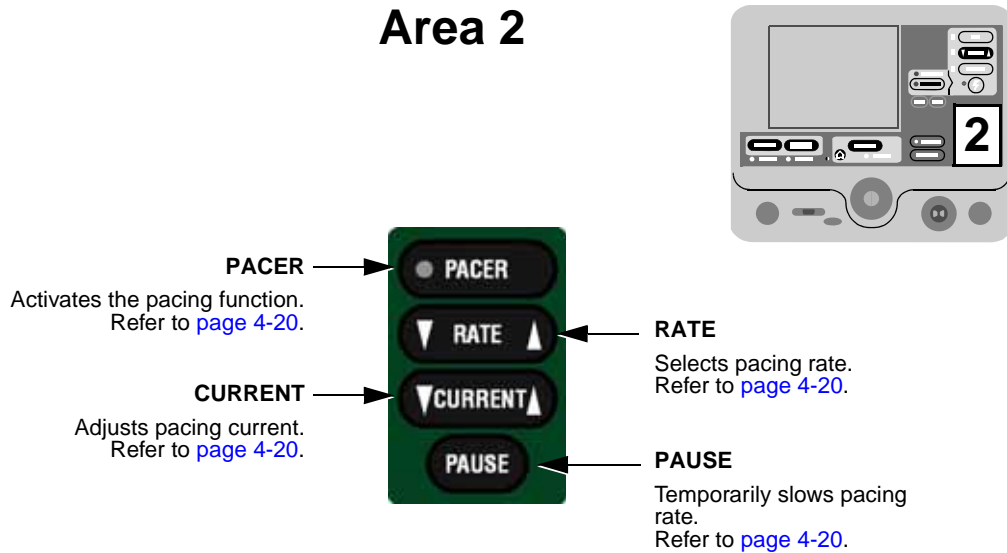 Area 2
2
PACER
Activates the pacing function.
Refer to page 4-20.
CURRENT
Adjusts pacing current.
Refer to page 4-20.
PACER
RATE
CURRENT
PAUSE
RATE
Selects pacing rate.
Refer to page 4-20.
PAUSE
Temporarily slows pacing
rate.
Refer to page 4-20.